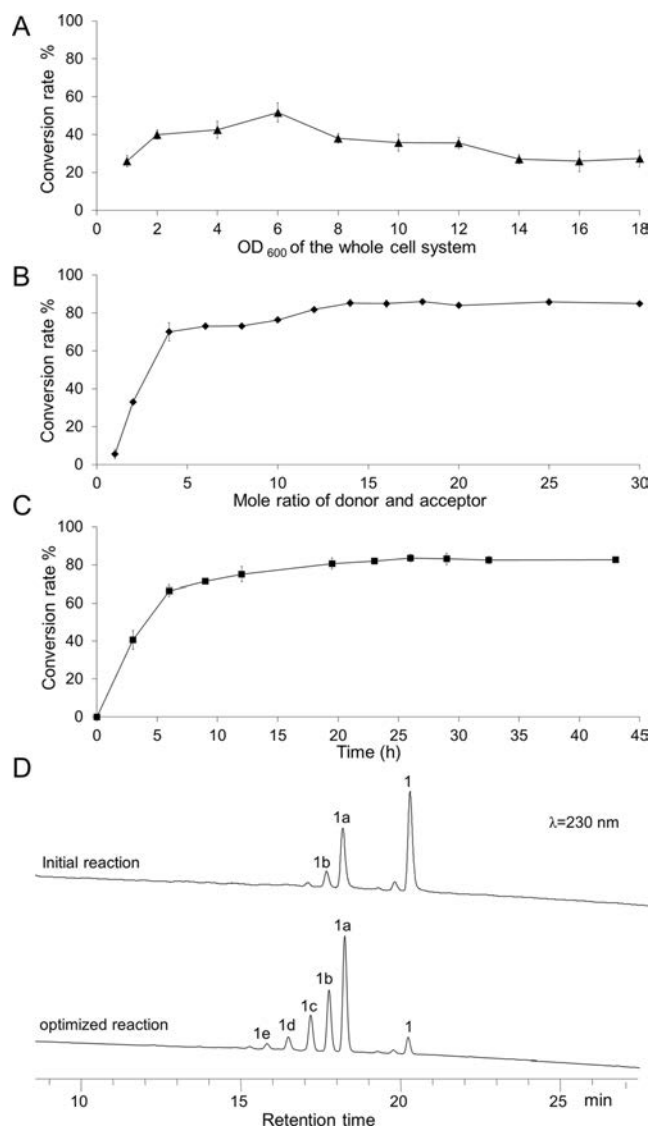 A
Conversion rate %
100
80
60
40
20
0
0 2 4 6 8 10 12 14 16 18
OD 600 of the whole cell system
B
Conversion rate %
100
80
60
40
20
0
0 5 10 15 20 25 30
Mole ratio of donor and acceptor
C
Conversion rate %
100
80
60
40
20
0
0 5 10 15 20 25 30 35 40 45
Time (h)
D
1
1a
λ=230 nm
1b
Initial reaction
1a
1b
1c
1d
1e
1
optimized reaction
10 15 20 25 min
Retention time